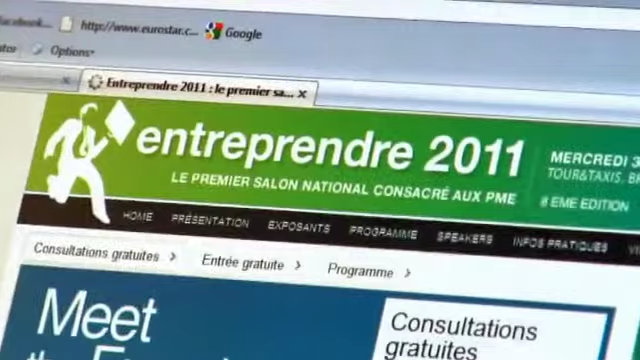 http://www.eurostar.c... Google
Options
Entreprendre 2011 : le premier sa...
entreprendre 2011
LE PREMIER SALON NATIONAL CONSACRÉ AUX PME
MERCREDI 3
TOUR&TAXIS, BR
8 EME EDITION
HOME PRÉSENTATION EXPOSANTS PROGRAMME SPEAKERS INFOS PRATIQUES
Consultations gratuites > Entrée gratuite > Programme >
Meet
Consultations
gratuites